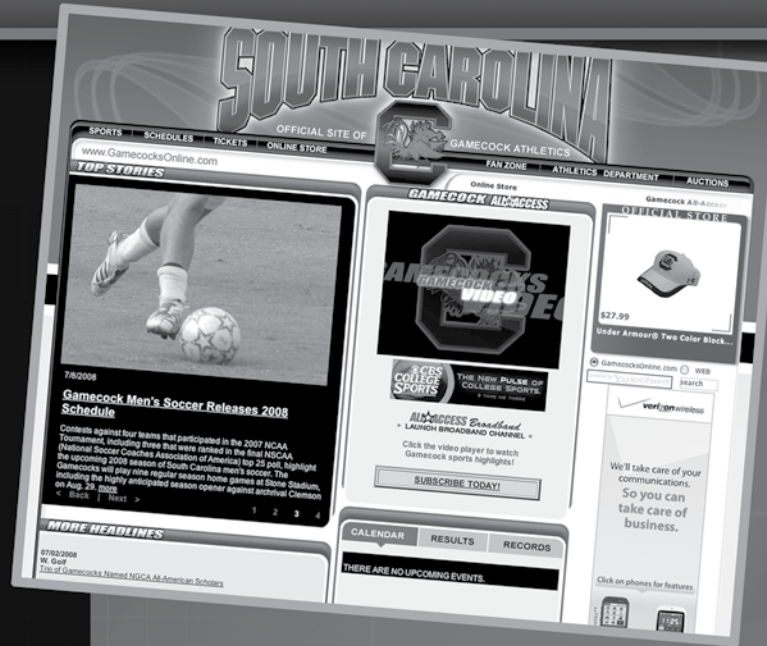 SOUTH CAROLINA
OFFICIAL SITE OF
GAMECOCK ATHLETICS
SPORTS
SCHEDULES
TICKETS
ONLINE STORE
FAN ZONE
ATHLETICS DEPARTMENT
AUCTIONS
www.GamecocksOnline.com
Online Store
Gamecock All-Access
TOP STORIES
7/8/2008
Gamecock Men's Soccer Releases 2008
Schedule
Contests against four teams that participated in the 2007 NCAA
Tournament, including three that were ranked in the final NSCAA
(National Soccer Coaches Association of America) top 25 poll, highlight
the upcoming 2008 season of South Carolina men's soccer. The
Gamecocks will play nine regular season home games at Stone Stadium,
including the highly anticipated season opener against archrival Clemson
on Aug. 29. more
< Back | Next >
1 2 3 4
MORE HEADLINES
07/02/2008
W. Golf
Trio of Gamecocks Named NGCA All-American Scholars
GAMECOCK ALL ACCESS
GAMECOCKS
GAMECOCK
VIDEO
CBS
COLLEGE
SPORTS
THE NEW PULSE OF
COLLEGE SPORTS.
ALL ACCESS Broadband
LAUNCH BROADBAND CHANNEL
Click the video player to watch
Gamecock sports highlights!
SUBSCRIBE TODAY!
CALENDAR
RESULTS
RECORDS
THERE ARE NO UPCOMING EVENTS.
OFFICIAL STORE
$27.99
Under Armour® Two Color Block...
GamecocksOnline.com
WEB
search
verizonwireless
We'll take care of your
communications.
So you can
take care of
business.
Click on phones for features
11:25